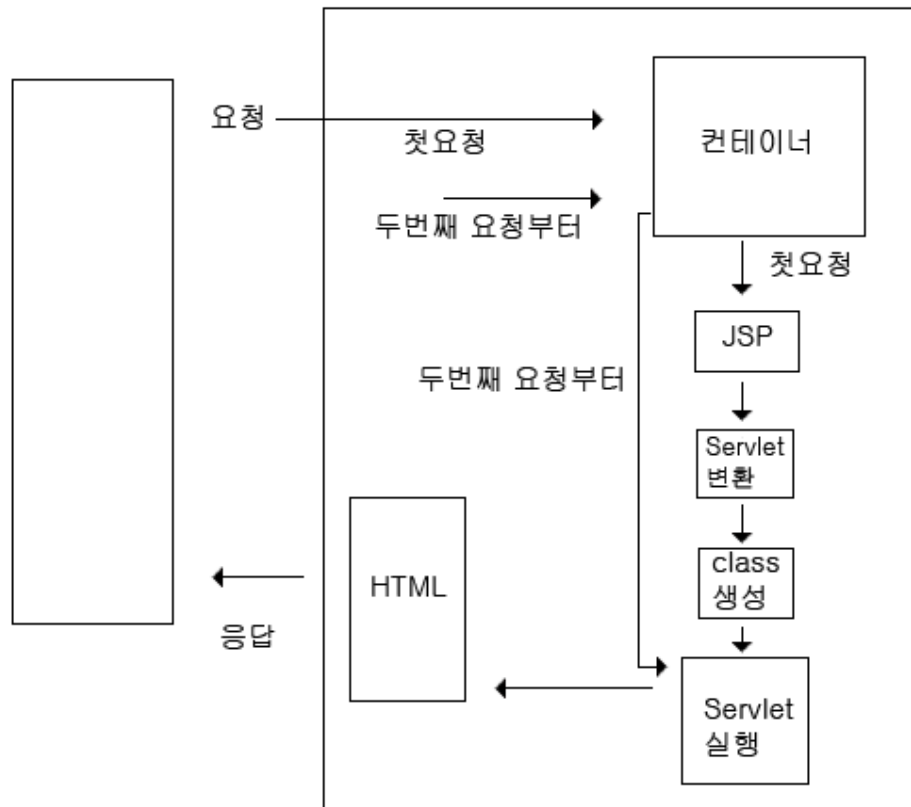 요청
첫요청
컨테이너
두번째 요청부터
첫요청
JSP
두번째 요청부터
Servlet
변환
class
생성
HTML
응답
Servlet
실행